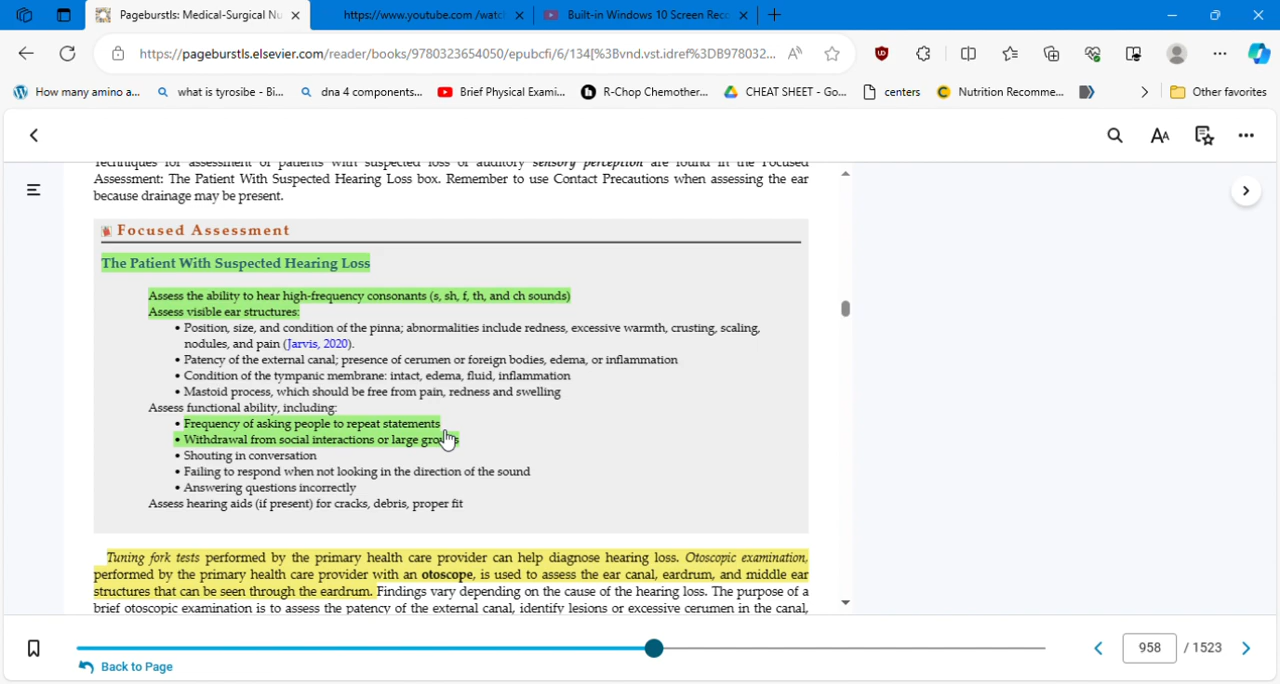 Pageburstls: Medical-Surgical Nu
https://www.youtube.com/watc
Built-in Windows 10 Screen Rec
https://pageburstls.elsevier.com/reader/books/9780323654050/epubcfi/6/134[%3Bvnd.vst.idref%3DB978032...
How many amino a...
what is tyrosibe - Bi...
dna 4 components...
Brief Physical Exami...
R-Chop Chemother...
CHEAT SHEET - Go...
centers
Nutrition Recomme...
Other favorites
Techniques for assessment of patients with suspected loss of auditory sensory perception are found in the Focused
Assessment: The Patient With Suspected Hearing Loss box. Remember to use Contact Precautions when assessing the ear
because drainage may be present.
Focused Assessment
The Patient With Suspected Hearing Loss
Assess the ability to hear high-frequency consonants (s, sh, f, th, and ch sounds)
Assess visible ear structures:
• Position, size, and condition of the pinna; abnormalities include redness, excessive warmth, crusting, scaling,
nodules, and pain (Jarvis, 2020).
• Patency of the external canal; presence of cerumen or foreign bodies, edema, or inflammation
• Condition of the tympanic membrane: intact, edema, fluid, inflammation
• Mastoid process, which should be free from pain, redness and swelling
Assess functional ability, including:
• Frequency of asking people to repeat statements
• Withdrawal from social interactions or large groups
• Shouting in conversation
• Failing to respond when not looking in the direction of the sound
• Answering questions incorrectly
Assess hearing aids (if present) for cracks, debris, proper fit
Tuning fork tests performed by the primary health care provider can help diagnose hearing loss. Otoscopic examination,
performed by the primary health care provider with an otoscope, is used to assess the ear canal, eardrum, and middle ear
structures that can be seen through the eardrum. Findings vary depending on the cause of the hearing loss. The purpose of a
brief otoscopic examination is to assess the patency of the external canal, identify lesions or excessive cerumen in the canal,
958 / 1523
Back to Page